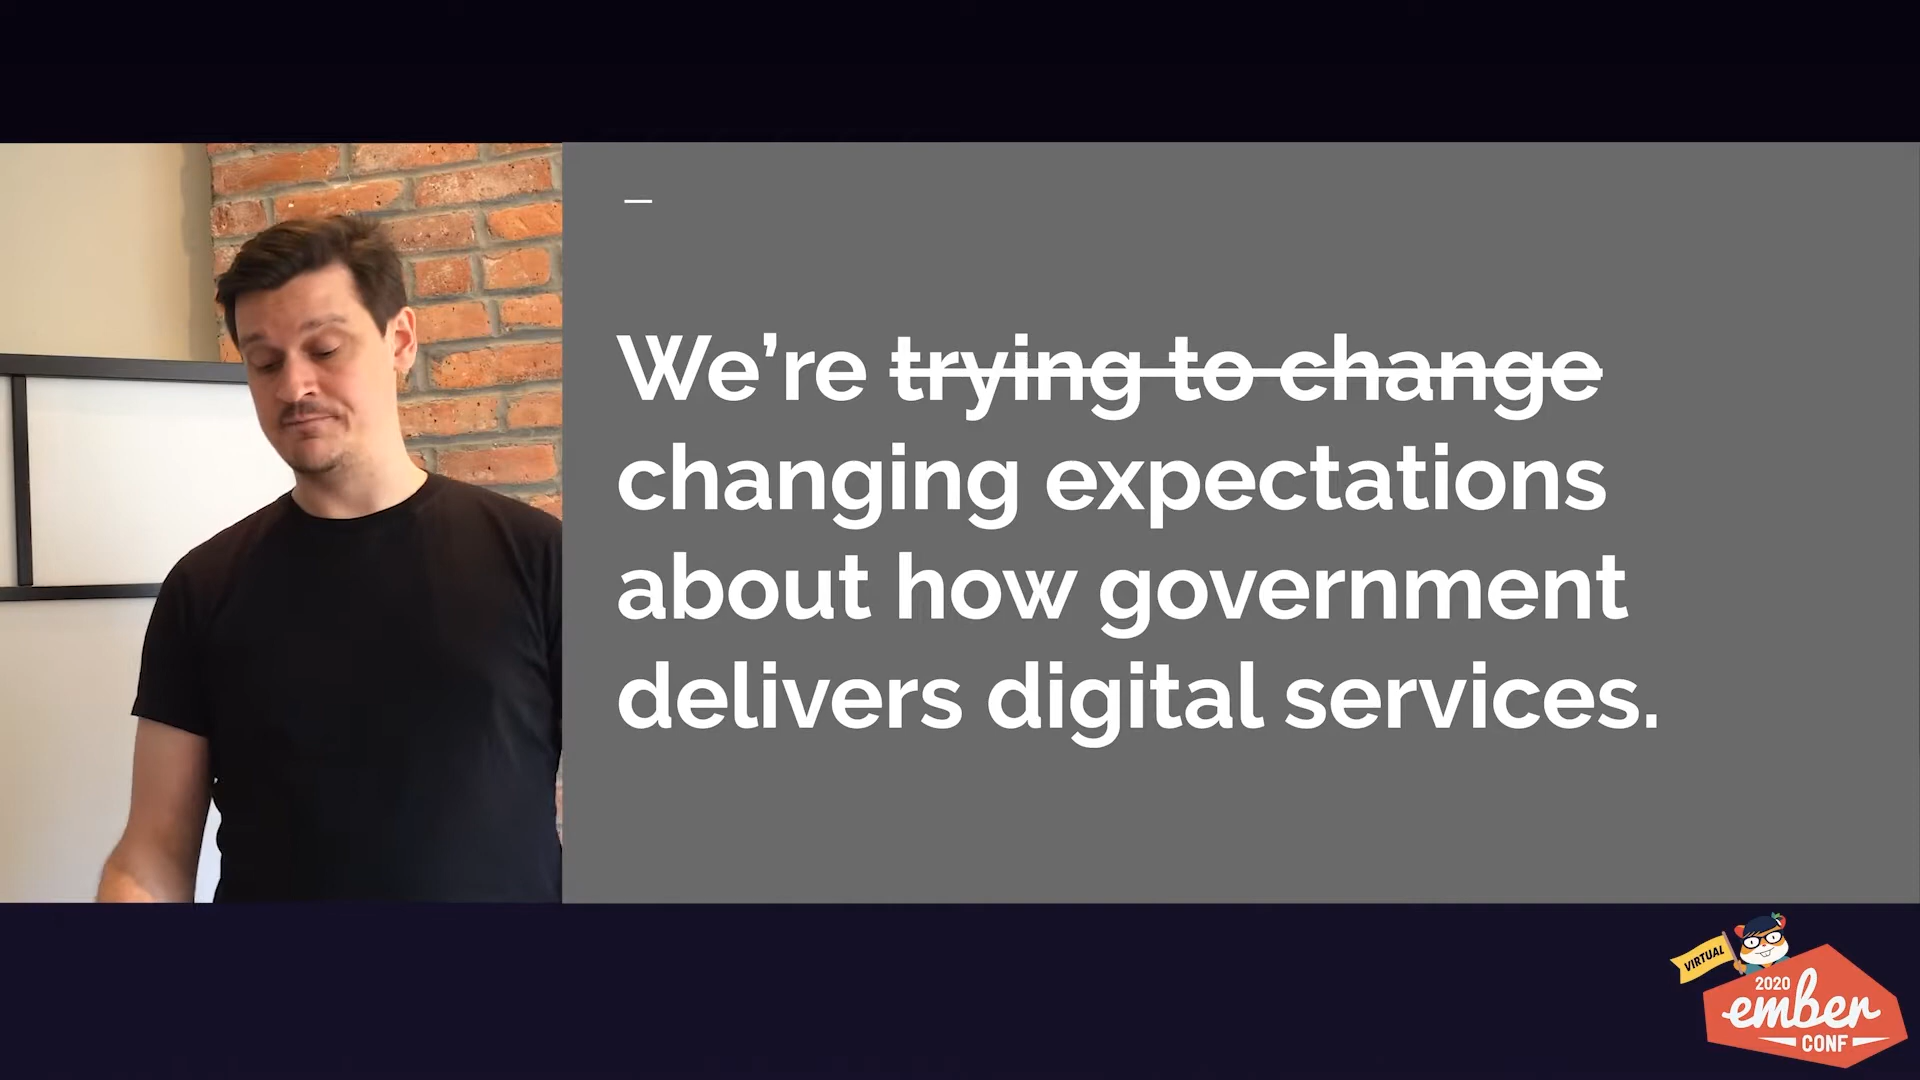 We’re trying to change
changing expectations
about how government
delivers digital services.
VIRTUAL
2020
ember
CONF